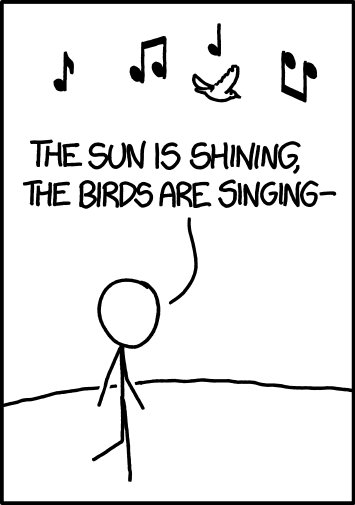 THE SUN IS SHINING,
THE BIRDS ARE SINGING—